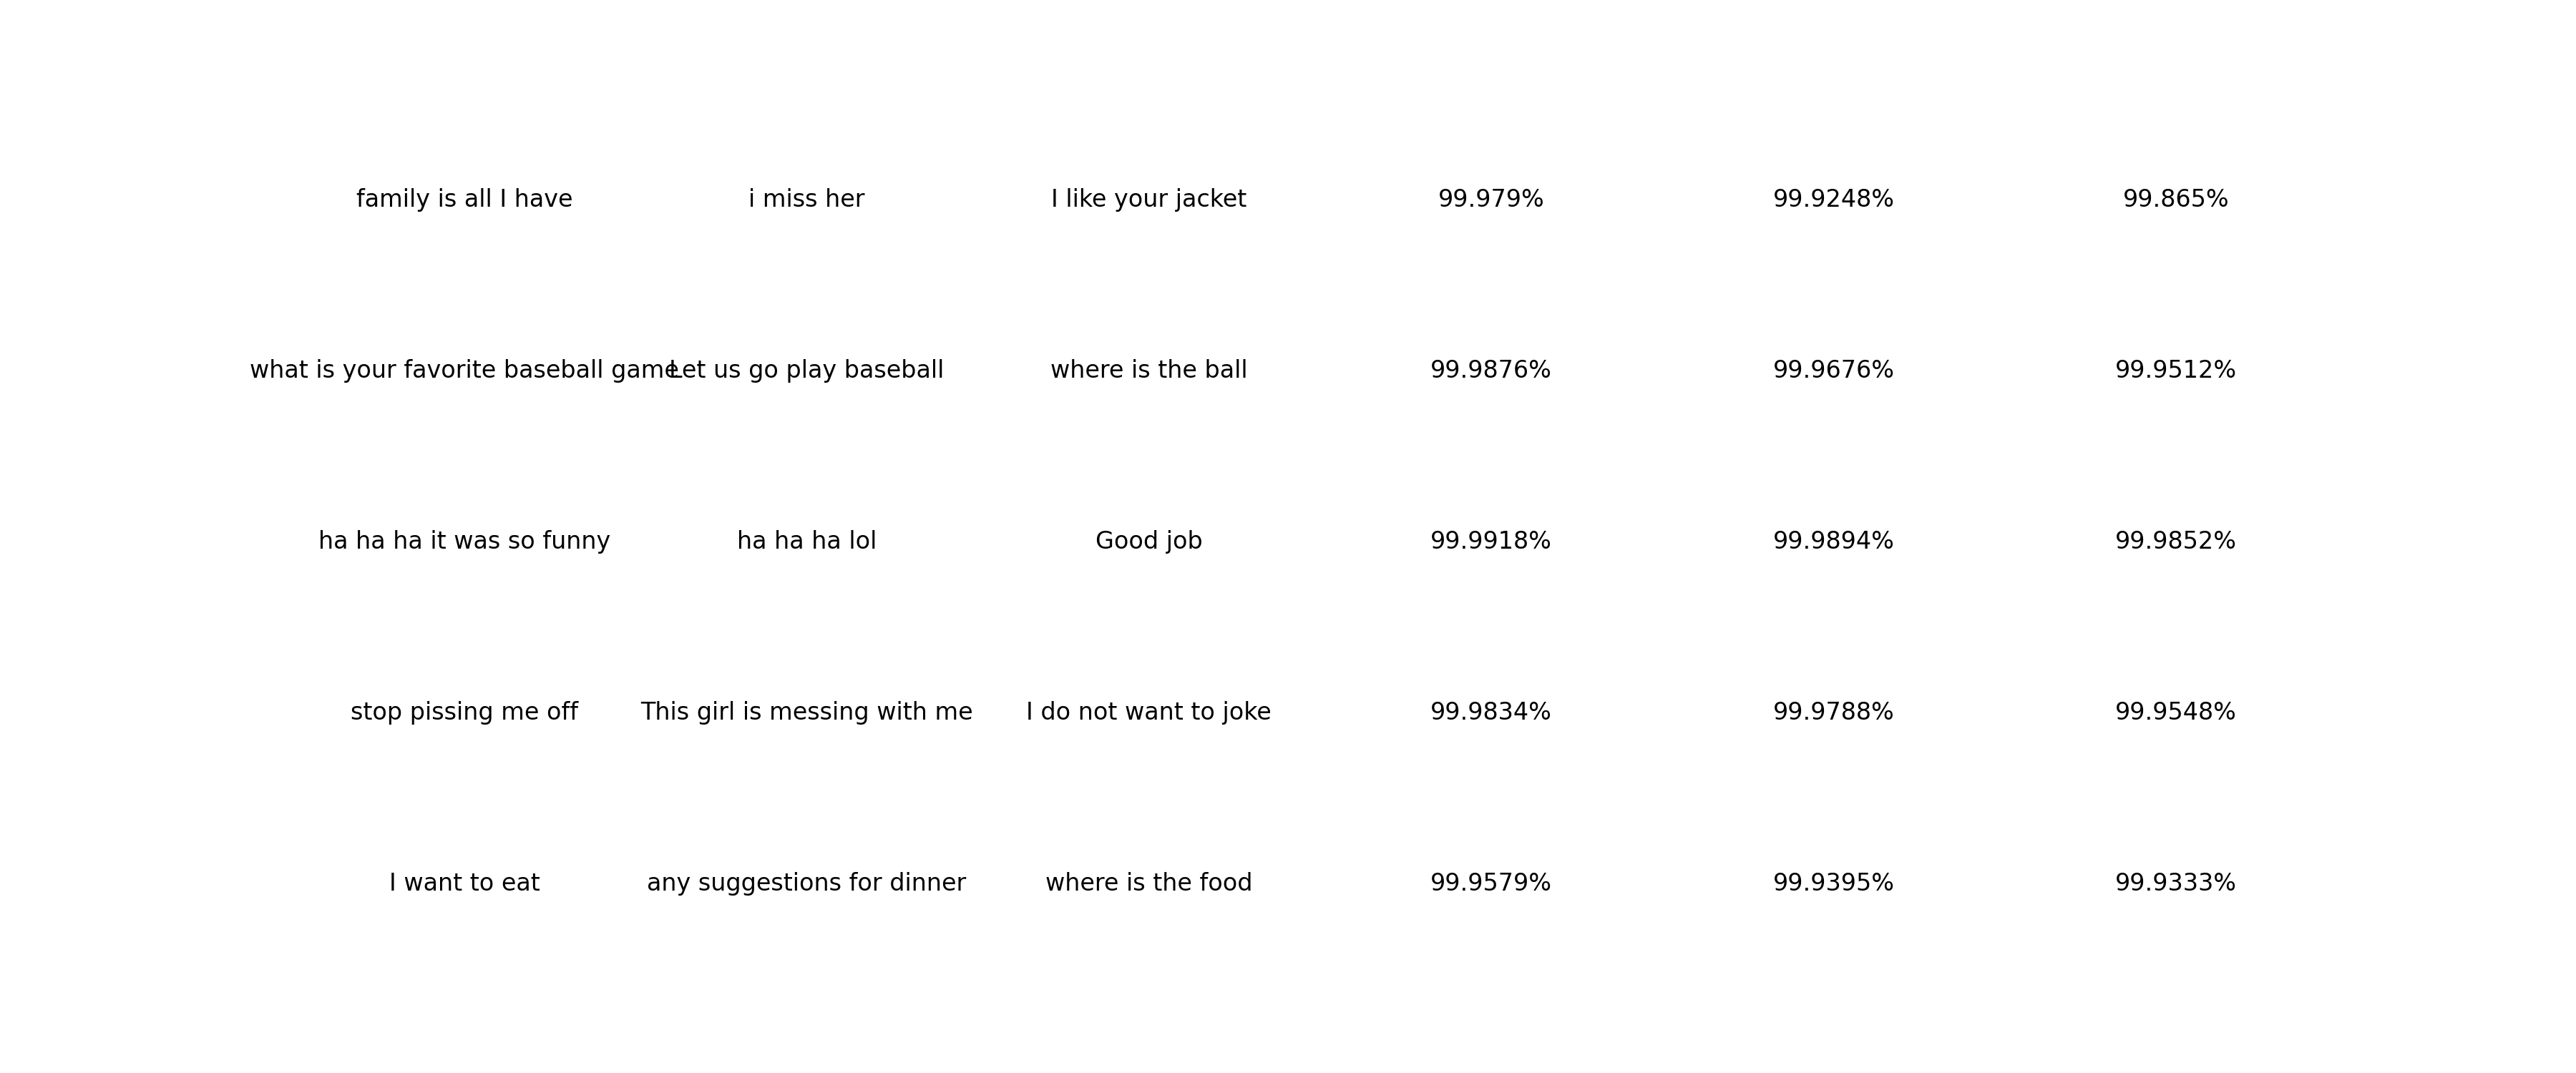 family is all I have i miss her I like your jacket 99.979% 99.9248% 99.865%
what is your favorite baseball game Let us go play baseball where is the ball 99.9876% 99.9676% 99.9512%
ha ha ha it was so funny ha ha ha lol Good job 99.9918% 99.9894% 99.9852%
stop pissing me off This girl is messing with me I do not want to joke 99.9834% 99.9788% 99.9548%
I want to eat any suggestions for dinner where is the food 99.9579% 99.9395% 99.9333%